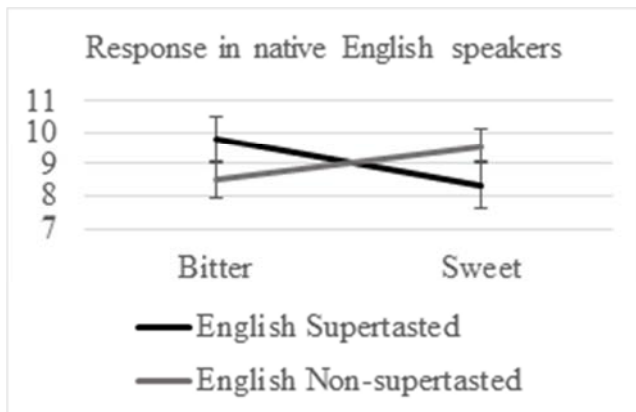 Response in native English speakers
11
10
9
8
7
Bitter Sweet
English Supertasted
English Non-supertasted